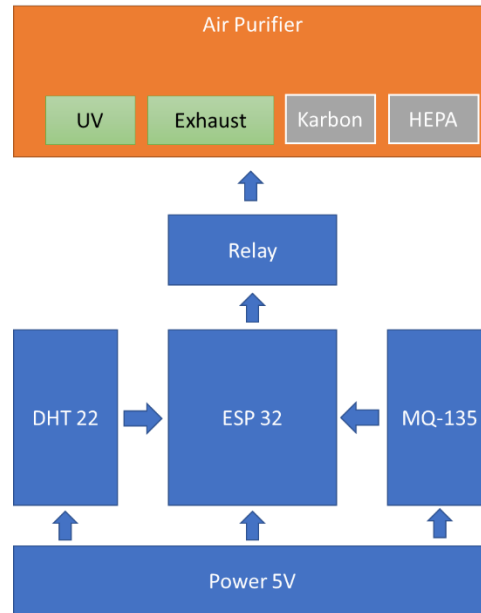 Air Purifier
UV
Exhaust
Karbon
HEPA
Relay
DHT 22
ESP 32
MQ-135
Power 5V